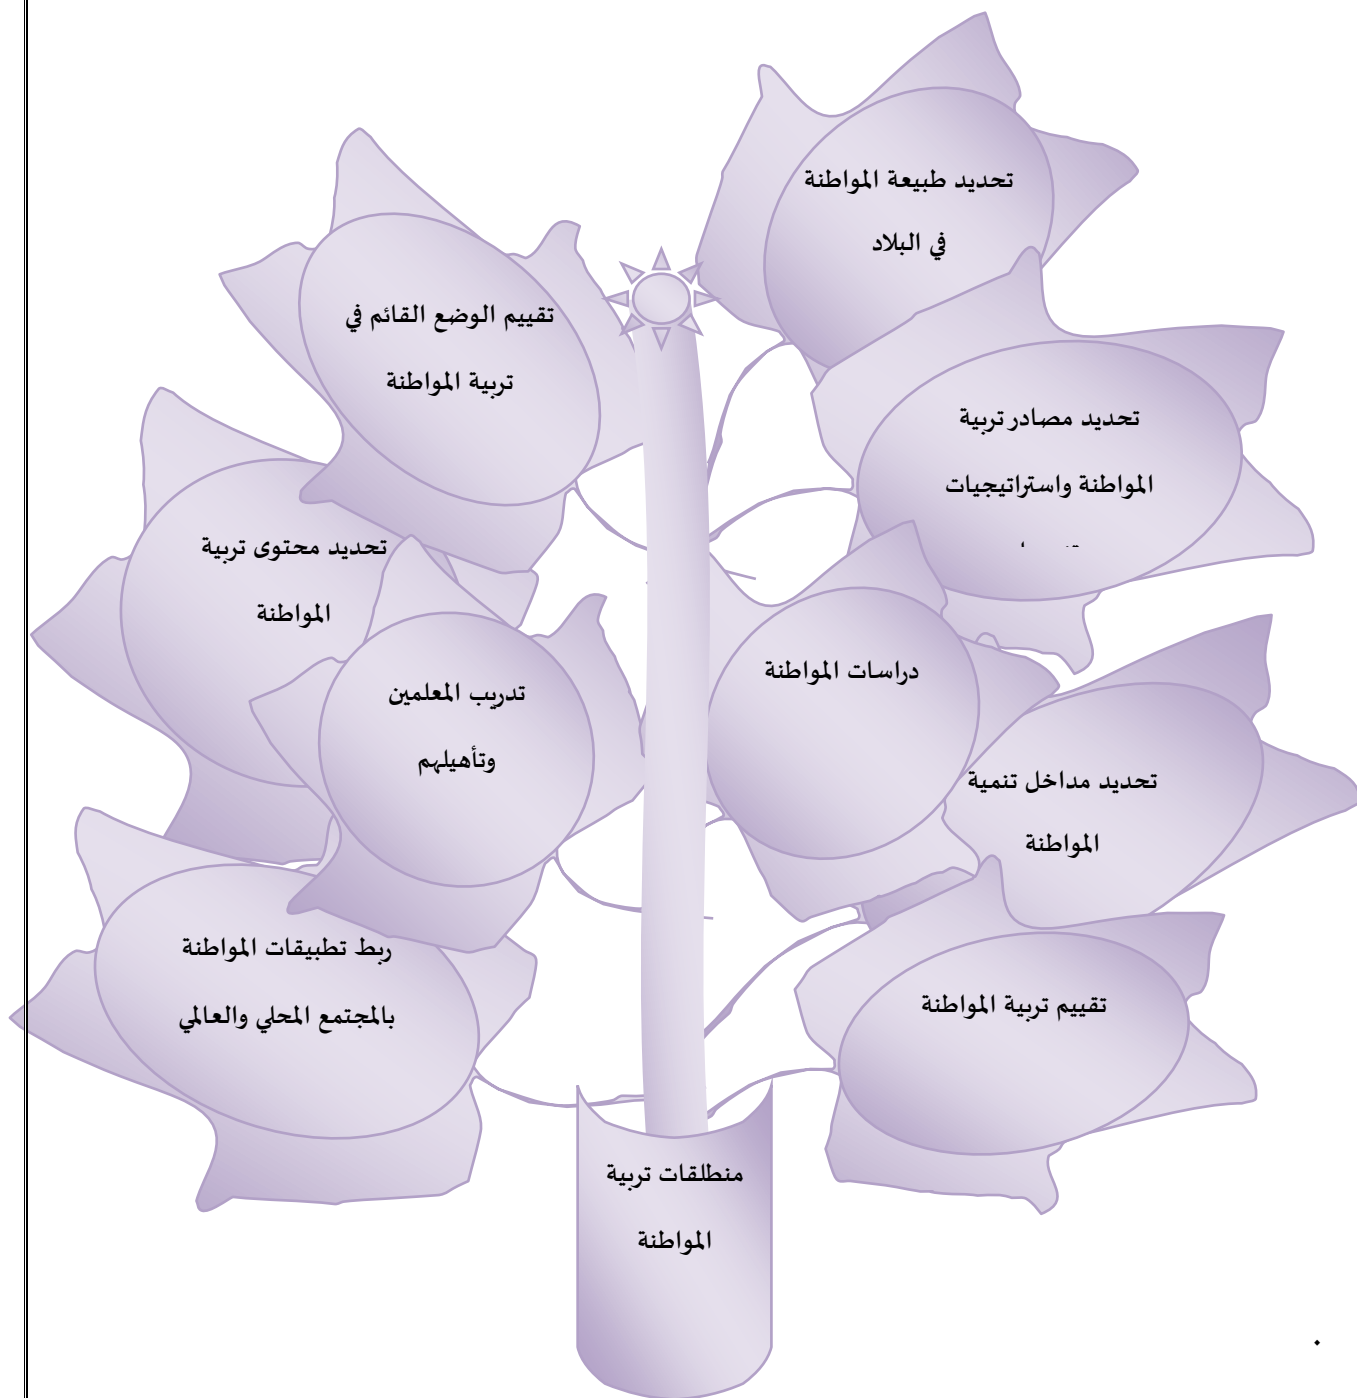 تحديد طبيعة المواطنة
في البلاد
تقييم الوضع القائم في
تربية المواطنة
تحديد مصادر تربية
المواطنة واستراتيجيات
تحديد محتوى تربية
المواطنة
دراسات المواطنة
تدريب المعلمين
وتأهيلهم
تحديد مداخل تنمية
المواطنة
ربط تطبيقات المواطنة
بالمجتمع المحلي والعالمي
تقييم تربية المواطنة
منطلقات تربية
المواطنة
.